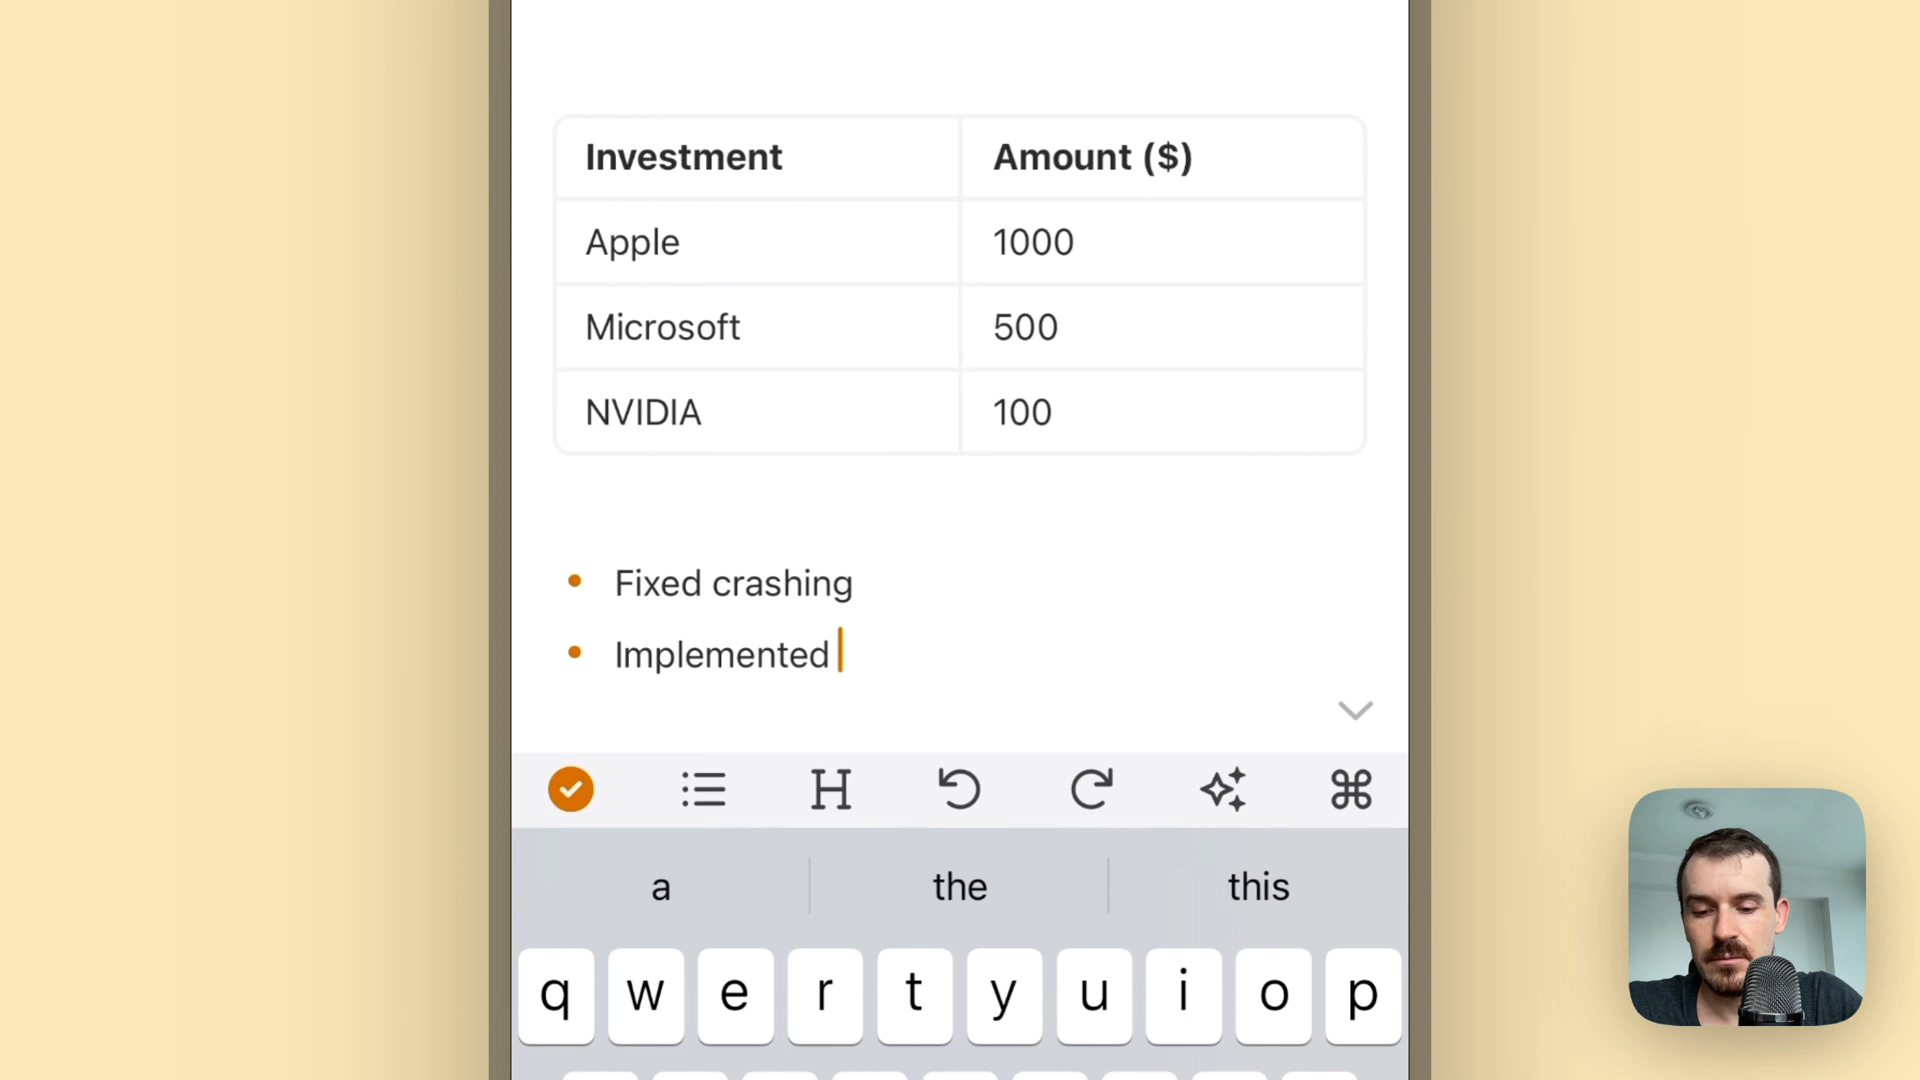 Investment Amount ($)
Apple 1000
Microsoft 500
NVIDIA 100
Fixed crashing
Implemented
H
a the this
q w e r t y u i o p